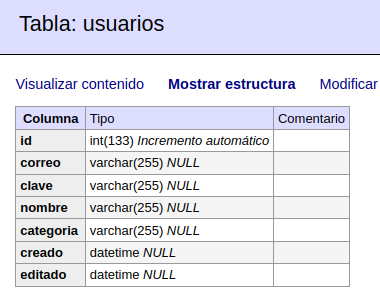 Tabla: usuarios
Visualizar contenido Mostrar estructura Modificar
Columna Tipo Comentario
id int(133) Incremento automático
correo varchar(255) NULL
clave varchar(255) NULL
nombre varchar(255) NULL
categoria varchar(255) NULL
creado datetime NULL
editado datetime NULL